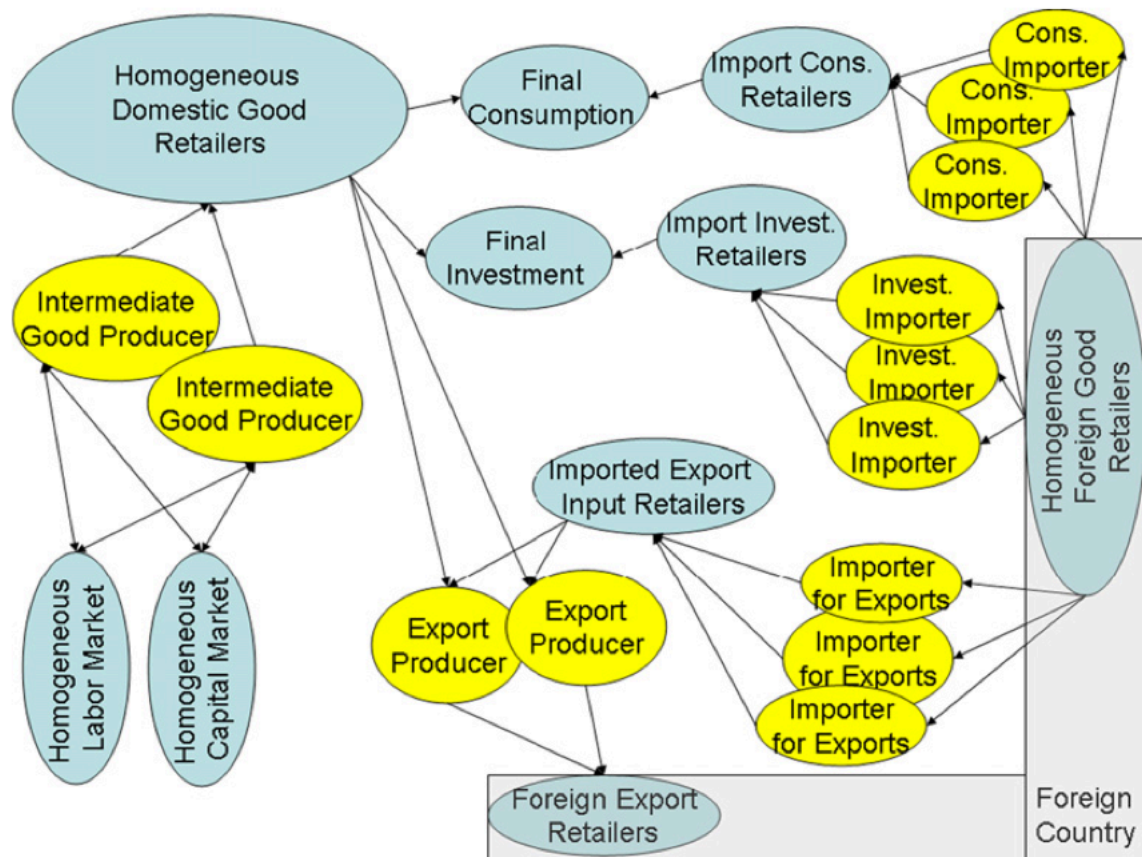 Homogeneous
Domestic Good
Retailers
Final
Consumption
Import Cons.
Retailers
Cons.
Importer
Cons.
Importer
Cons.
Importer
Final
Investment
Import Invest.
Retailers
Invest.
Importer
Invest.
Importer
Invest.
Importer
Homogeneous
Foreign Good
Retailers
Intermediate
Good Producer
Intermediate
Good Producer
Imported Export
Input Retailers
Homogeneous
Labor Market
Homogeneous
Capital Market
Export
Producer
Export
Producer
Importer
for Exports
Importer
for Exports
Importer
for Exports
Foreign Export
Retailers
Foreign
Country